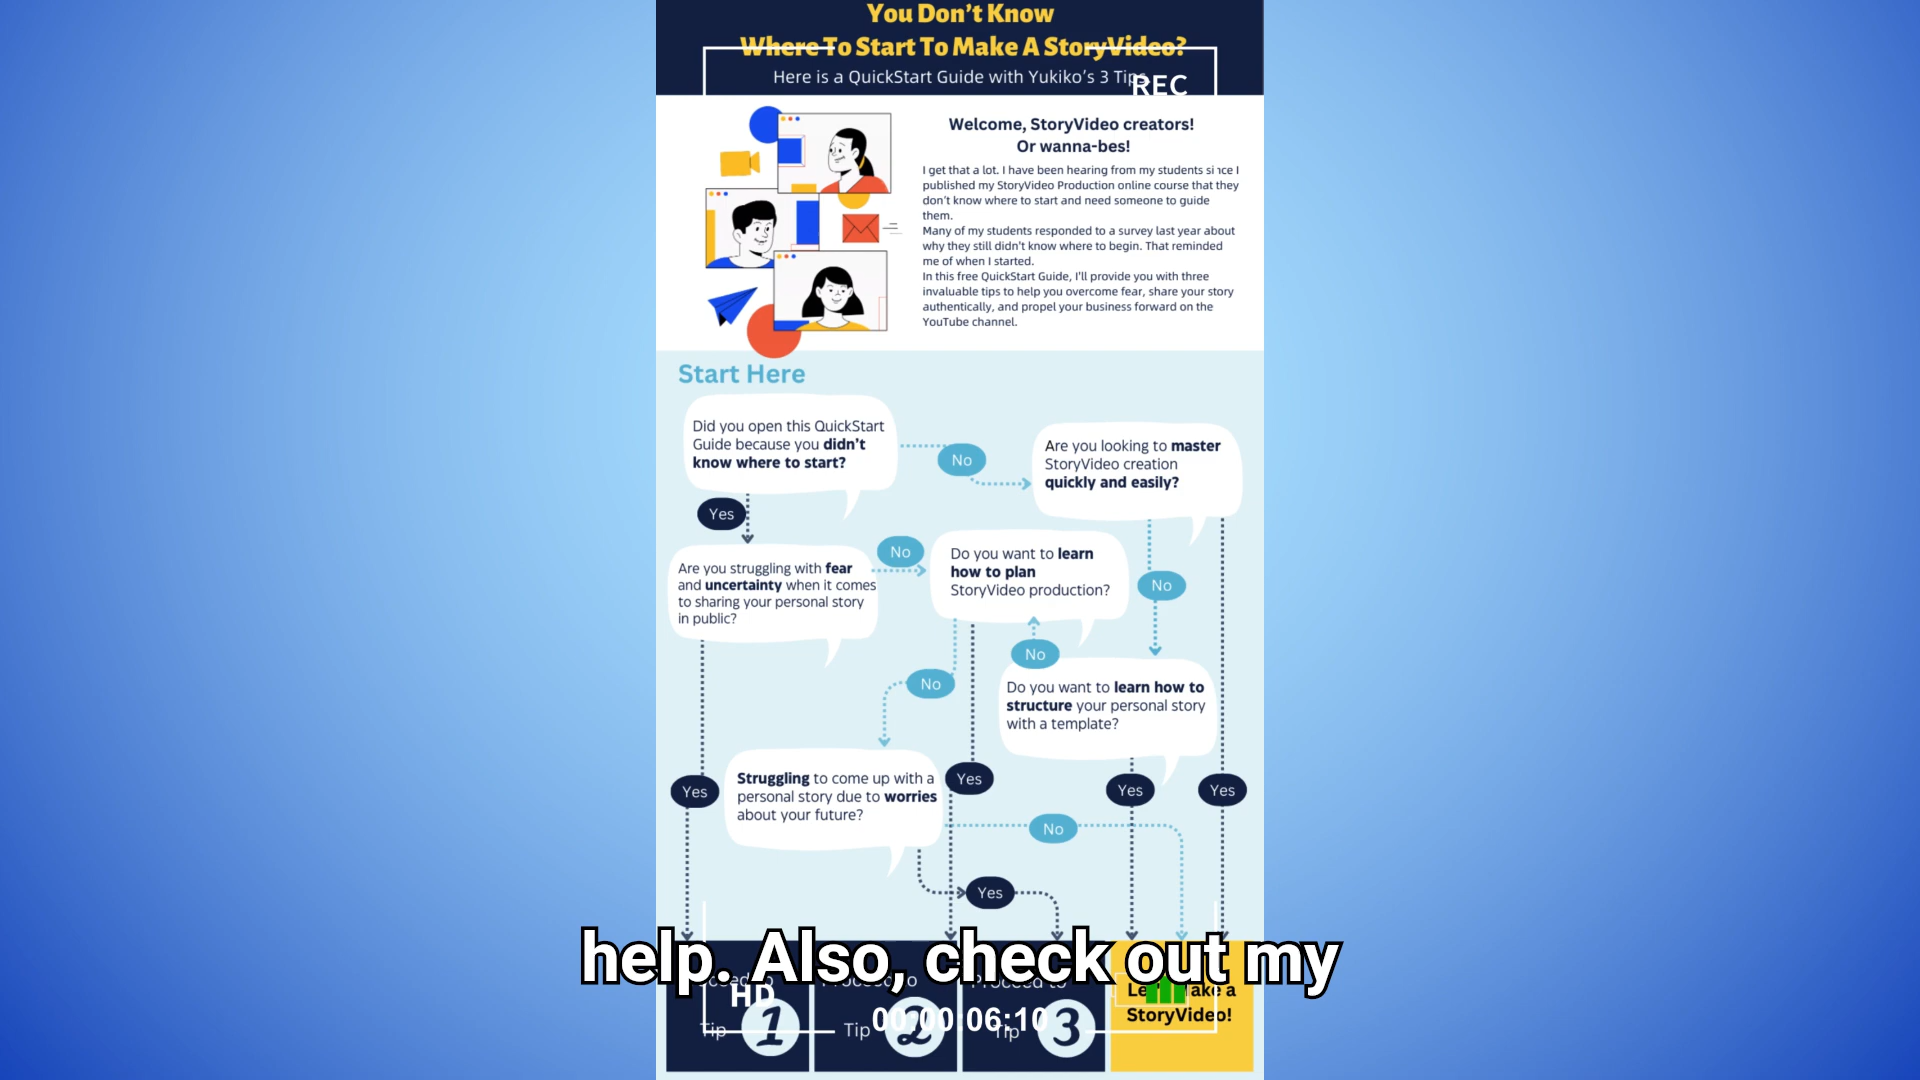 You Don't Know
Where To Start To Make A StoryVideo?
Here is a QuickStart Guide with Yukiko's 3 Tips
REC
Welcome, StoryVideo creators!
Or wanna-bes!
I get that a lot. I have been hearing from my students since I
published my StoryVideo Production online course that they
don't know where to start and need someone to guide
them.
Many of my students responded to a survey last year about
why they still didn't know where to begin. That reminded
me of when I started.
In this free QuickStart Guide, I'll provide you with three
invaluable tips to help you overcome fear, share your story
authentically, and propel your business forward on the
YouTube channel.
Start Here
Did you open this QuickStart
Guide because you didn't
know where to start?
No
Are you looking to master
StoryVideo creation
quickly and easily?
Yes
Are you struggling with fear
and uncertainty when it comes
to sharing your personal story
in public?
No
Do you want to learn
how to plan
StoryVideo production?
No
No
Do you want to learn how to
structure your personal story
with a template?
No
Struggling to come up with a
personal story due to worries
about your future?
Yes
Yes
Yes
Yes
No
Yes
help. Also, check out my
Proceed to
Tip 1
Proceed to
Tip 2
Proceed to
Tip 3
Let's Make a
StoryVideo!
HD
00:00:06:10